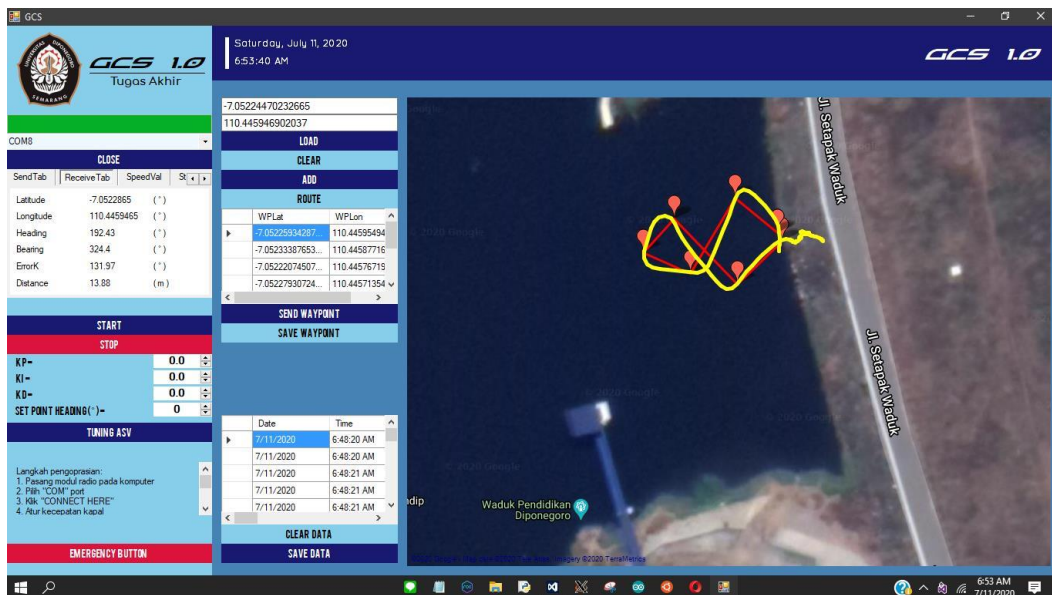 GCS
UNIVERSITAS DIPONEGORO
SEMARANG
GCS 1.0
Tugas Akhir
Saturday, July 11, 2020
6:53:40 AM
GCS 1.0
COM8
CLOSE
SendTab ReceiveTab SpeedVal St
Latitude -7.0522865 (°)
Longitude 110.4459465 (°)
Heading 192.43 (°)
Bearing 324.4 (°)
ErrorK 131.97 (°)
Distance 13.88 (m)
START
STOP
KP= 0.0
KI= 0.0
KD= 0.0
SET POINT HEADING(°)= 0
TUNING ASV
Langkah pengoprasian:
1. Pasang modul radio pada komputer
2. Pilih "COM" port
3. Klik "CONNECT HERE"
4. Atur kecepatan kapal
EMERGENCY BUTTON
-7.05224470232665
110.445946902037
LOAD
CLEAR
ADD
ROUTE
WPLat WPLon
-7.05225934287... 110.44595494
-7.05233387653... 110.44587716
-7.05222074507... 110.44576719
-7.05227930724... 110.44571354
SEND WAYPOINT
SAVE WAYPOINT
Date Time
7/11/2020 6:48:20 AM
7/11/2020 6:48:20 AM
7/11/2020 6:48:21 AM
7/11/2020 6:48:21 AM
7/11/2020 6:48:21 AM
CLEAR DATA
SAVE DATA
Jl. Setapak Waduk
Jl. Setapak Waduk
©2020 Google
dip
Waduk Pendidikan
Diponegoro
6:53 AM
7/11/2020